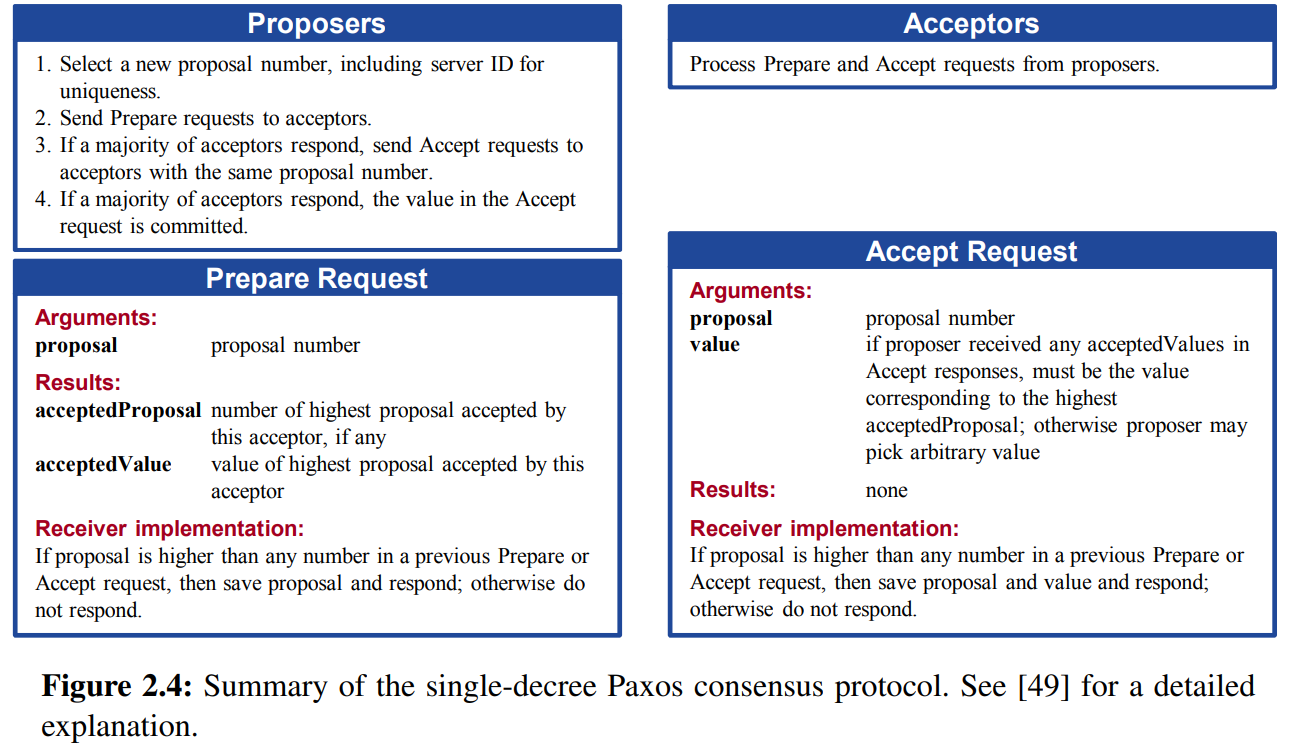 Proposers
1. Select a new proposal number, including server ID for
uniqueness.
2. Send Prepare requests to acceptors.
3. If a majority of acceptors respond, send Accept requests to
acceptors with the same proposal number.
4. If a majority of acceptors respond, the value in the Accept
request is committed.
Acceptors
Process Prepare and Accept requests from proposers.
Prepare Request
Arguments:
proposal proposal number
Results:
acceptedProposal number of highest proposal accepted by
this acceptor, if any
acceptedValue value of highest proposal accepted by this
acceptor
Receiver implementation:
If proposal is higher than any number in a previous Prepare or
Accept request, then save proposal and respond; otherwise do
not respond.
Accept Request
Arguments:
proposal proposal number
value if proposer received any acceptedValues in
Accept responses, must be the value
corresponding to the highest
acceptedProposal; otherwise proposer may
pick arbitrary value
Results: none
Receiver implementation:
If proposal is higher than any number in a previous Prepare or
Accept request, then save proposal and value and respond;
otherwise do not respond.
Figure 2.4: Summary of the single-decree Paxos consensus protocol. See [49] for a detailed
explanation.